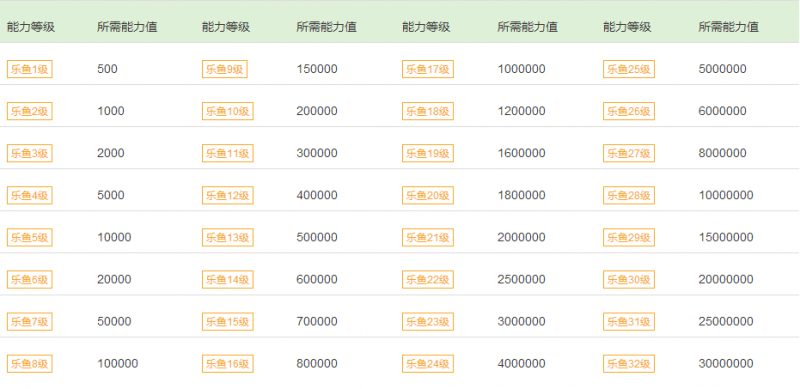 能力等级 所需能力值 能力等级 所需能力值 能力等级 所需能力值 能力等级 所需能力值
乐鱼1级 500 乐鱼9级 150000 乐鱼17级 1000000 乐鱼25级 5000000
乐鱼2级 1000 乐鱼10级 200000 乐鱼18级 1200000 乐鱼26级 6000000
乐鱼3级 2000 乐鱼11级 300000 乐鱼19级 1600000 乐鱼27级 8000000
乐鱼4级 5000 乐鱼12级 400000 乐鱼20级 1800000 乐鱼28级 10000000
乐鱼5级 10000 乐鱼13级 500000 乐鱼21级 2000000 乐鱼29级 15000000
乐鱼6级 20000 乐鱼14级 600000 乐鱼22级 2500000 乐鱼30级 20000000
乐鱼7级 50000 乐鱼15级 700000 乐鱼23级 3000000 乐鱼31级 25000000
乐鱼8级 100000 乐鱼16级 800000 乐鱼24级 4000000 乐鱼32级 30000000